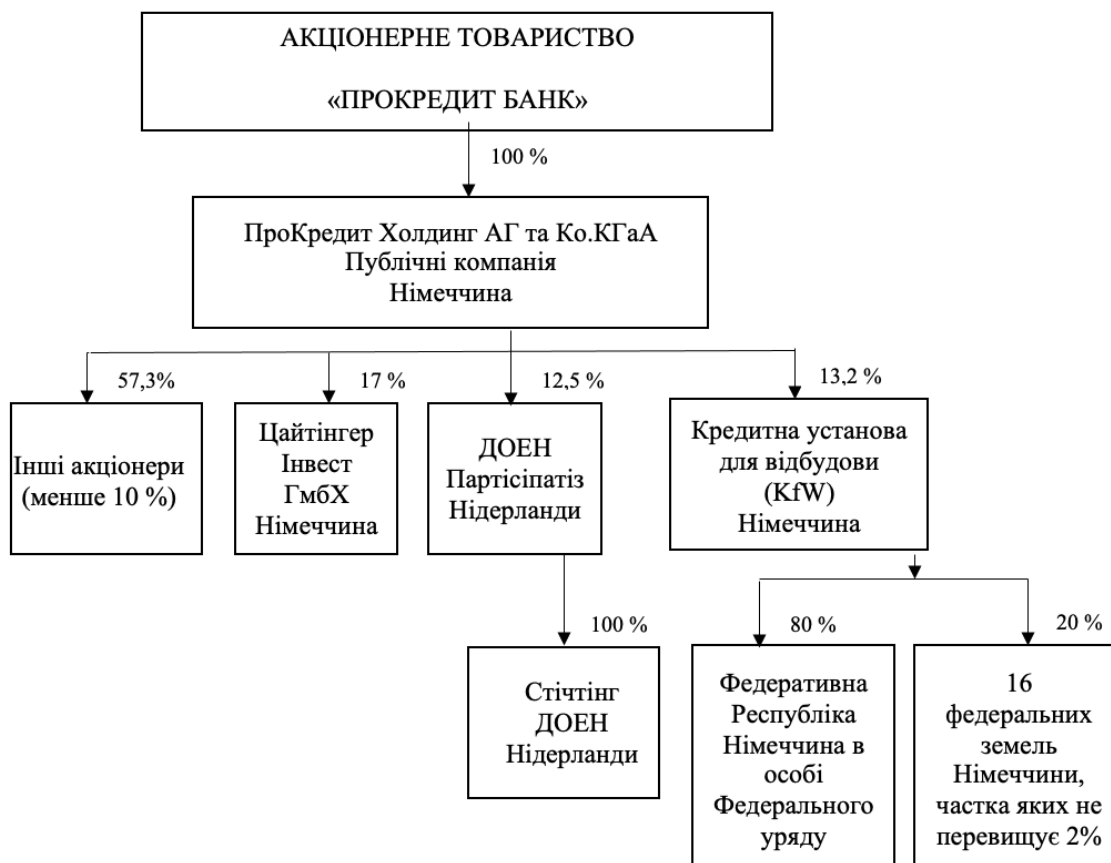 АКЦІОНЕРНЕ ТОВАРИСТВО
«ПРОКРЕДИТ БАНК»
100 %
ПроКредит Холдинг АГ та Ко.КГаА
Публічні компанія
Німеччина
57,3%
17 %
12,5 %
13,2 %
Інші акціонери
(менше 10 %)
Цайтінгер
Інвест
ГмбХ
Німеччина
ДОЕН
Партісіпатіз
Нідерланди
Кредитна установа
для відбудови
(KfW)
Німеччина
100 %
80 %
20 %
Стічтінг
ДОЕН
Нідерланди
Федеративна
Республіка
Німеччина в
особі
Федерального
уряду
16
федеральних
земель
Німеччини,
частка яких не
перевищує 2%